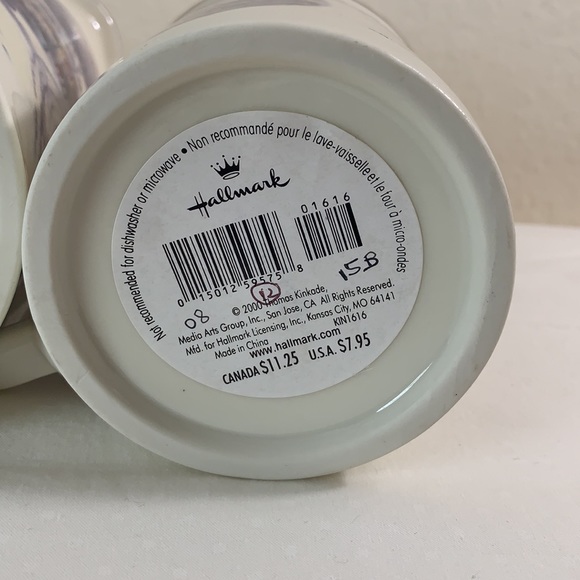 Not recommended for dishwasher or microwave • Non recommandé pour le lave-vaisselle et le four à micro-ondes
Hallmark
01616
0 15012 59575 8
15.B
08
12
© 2000 Thomas Kinkade,
Media Arts Group, Inc., San Jose, CA All Rights Reserved.
Mfd. for Hallmark Licensing, Inc., Kansas City, MO 64141
Made in China
KIN1616
www.hallmark.com
CANADA $11.25 U.S.A. $7.95